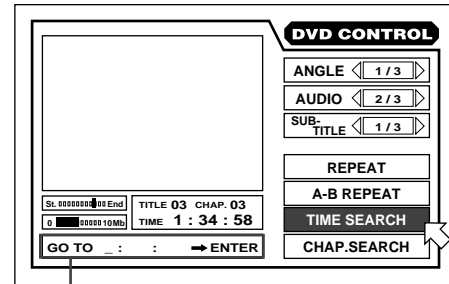 DVD CONTROL
ANGLE 1 / 3
AUDIO 2 / 3
SUB-
TITLE 1 / 3
REPEAT
A-B REPEAT
TIME SEARCH
CHAP.SEARCH
St. End
0 10Mb
TITLE 03 CHAP. 03
TIME 1 : 34 : 58
GO TO _ : : ➡ ENTER